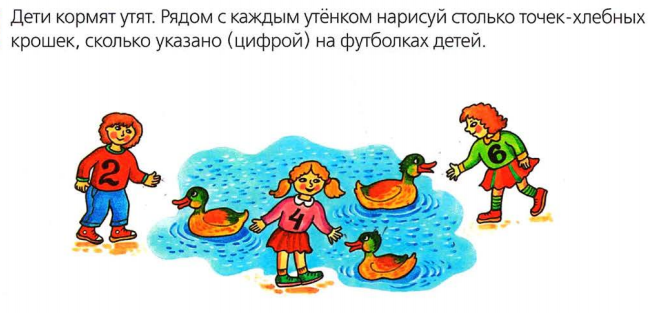 Дети кормят утят. Рядом с каждым утёнком нарисуй столько точек-хлебных
крошек, сколько указано (цифрой) на футболках детей.
2
4
6